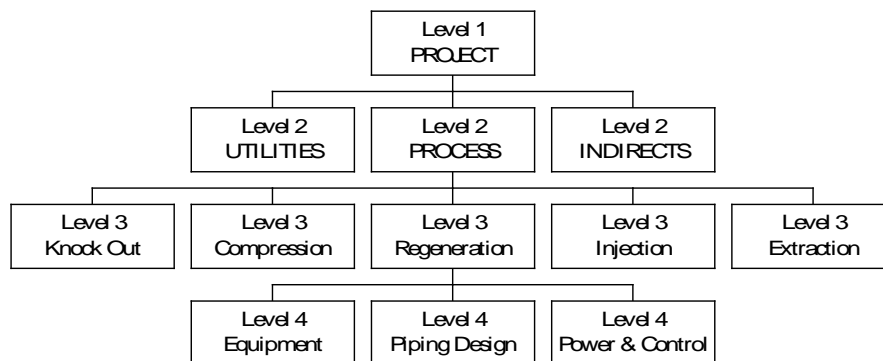 Level 1
PROJECT
Level 2
UTILITIES
Level 2
PROCESS
Level 2
INDIRECTS
Level 3
Knock Out
Level 3
Compression
Level 3
Regeneration
Level 3
Injection
Level 3
Extraction
Level 4
Equipment
Level 4
Piping Design
Level 4
Power & Control